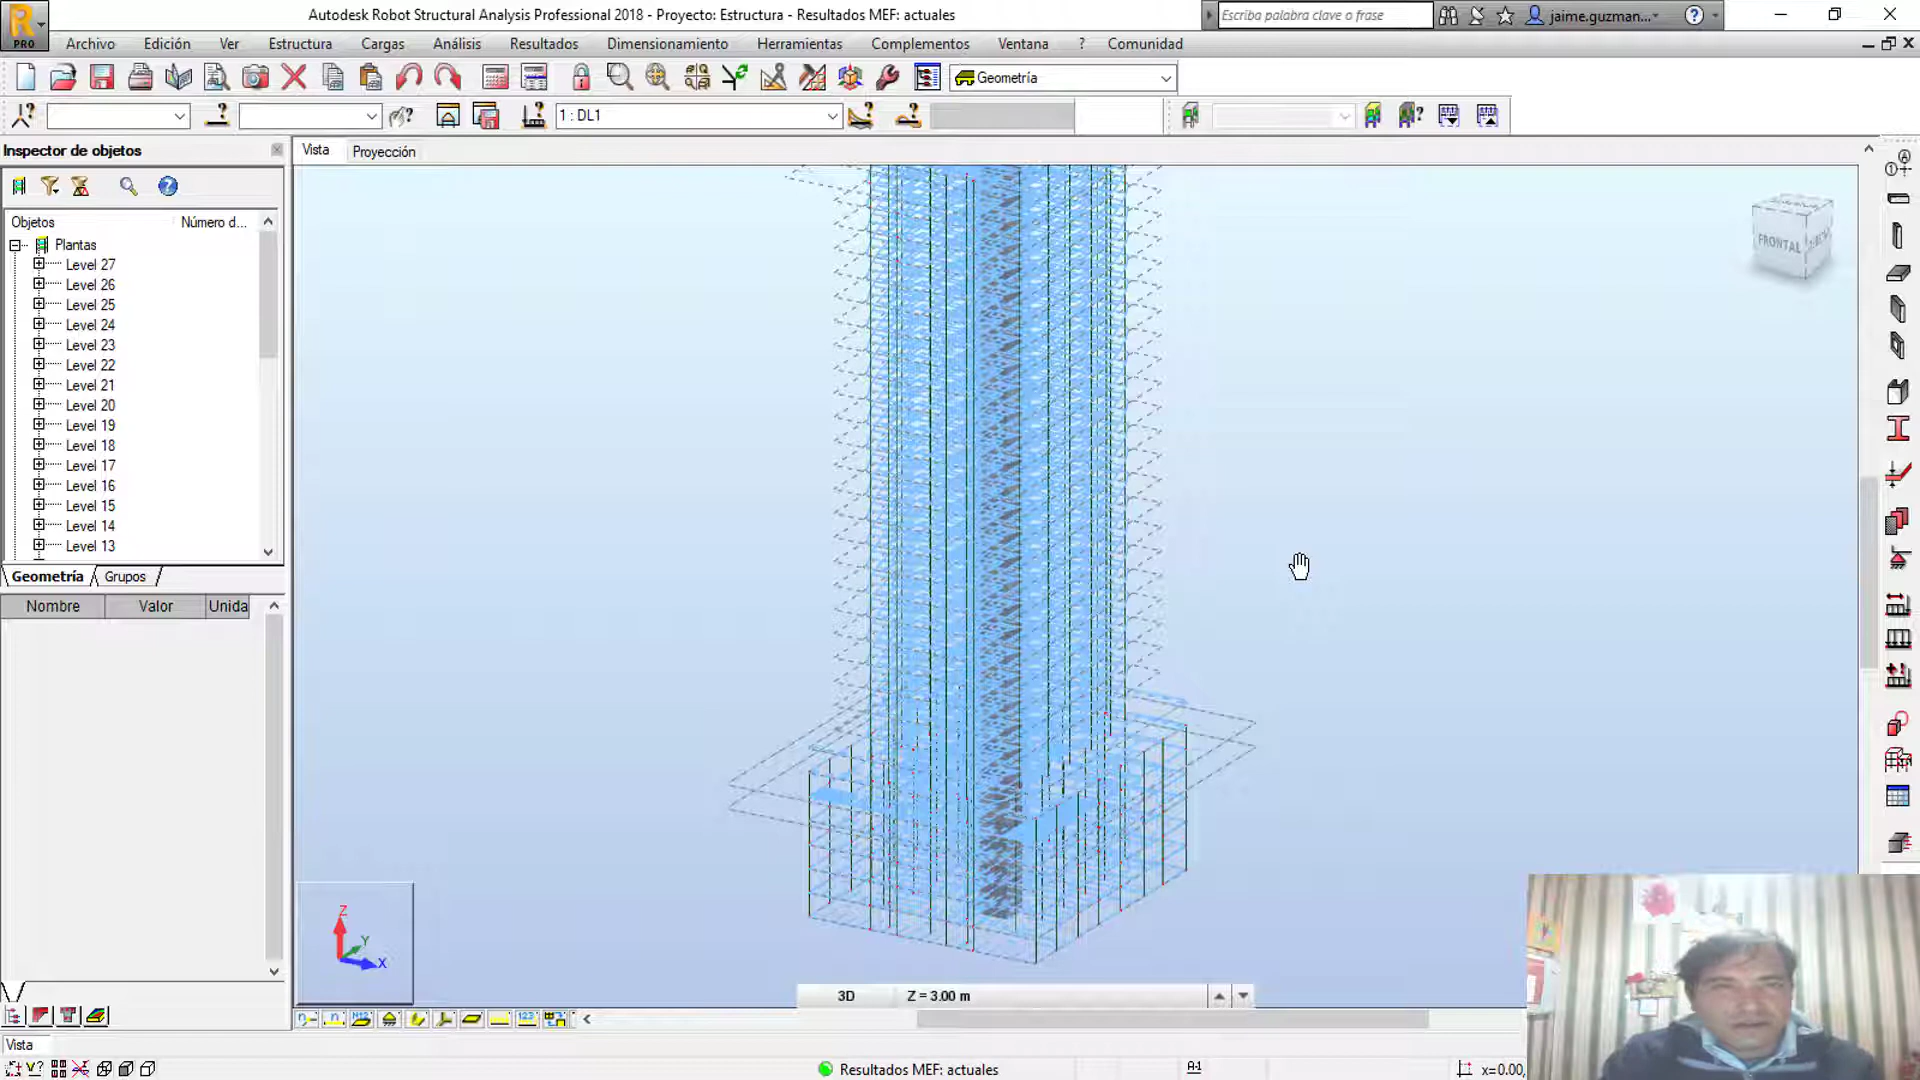 Autodesk Robot Structural Analysis Professional 2018 - Proyecto: Estructura - Resultados MEF: actuales
Escriba palabra clave o frase
jaime.guzman...
PRO
Archivo Edición Ver Estructura Cargas Análisis Resultados Dimensionamiento Herramientas Complementos Ventana ? Comunidad
Geometría
1 : DL1
Inspector de objetos
Vista Proyección
Objetos Número d...
Plantas
Level 27
Level 26
Level 25
Level 24
Level 23
Level 22
Level 21
Level 20
Level 19
Level 18
Level 17
Level 16
Level 15
Level 14
Level 13
Geometría Grupos
Nombre Valor Unida
FRONTAL
Z
Y
X
3D Z = 3.00 m
Vista
Resultados MEF: actuales
x=0.00,